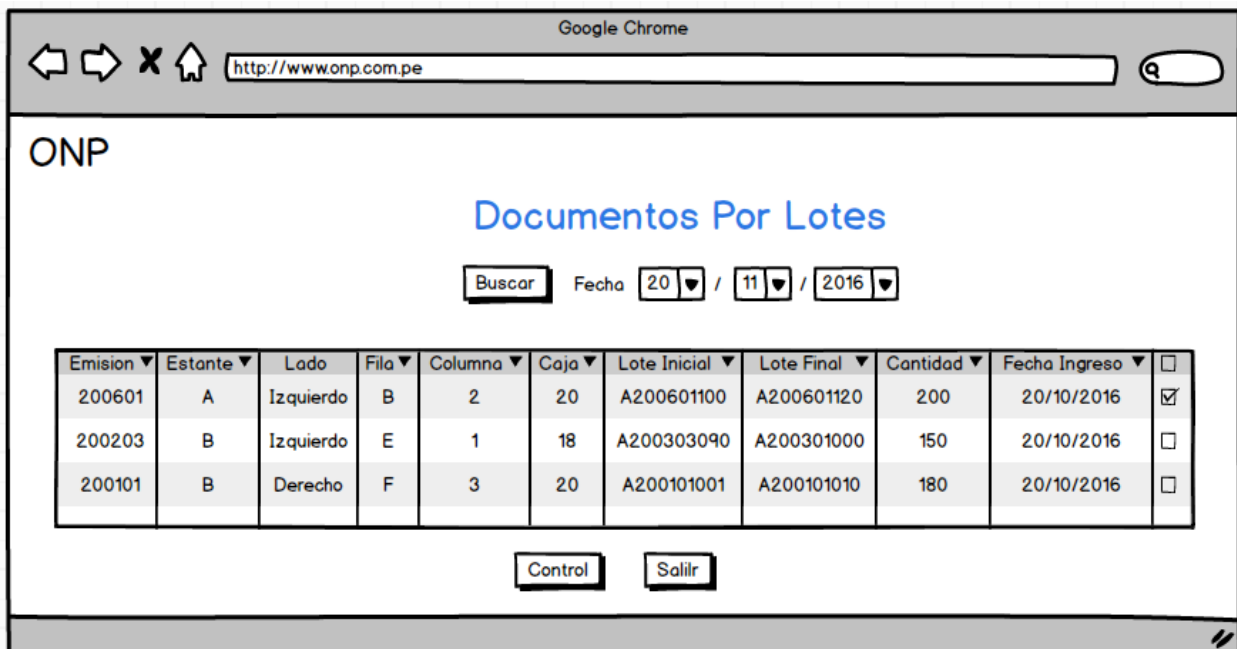 Google Chrome
http://www.onp.com.pe
ONP
Documentos Por Lotes
Buscar Fecha 20 / 11 / 2016
Emision Estante Lado Fila Columna Caja Lote Inicial Lote Final Cantidad Fecha Ingreso
200601 A Izquierdo B 2 20 A200601100 A200601120 200 20/10/2016
200203 B Izquierdo E 1 18 A200303090 A200301000 150 20/10/2016
200101 B Derecho F 3 20 A200101001 A200101010 180 20/10/2016
Control Salilr